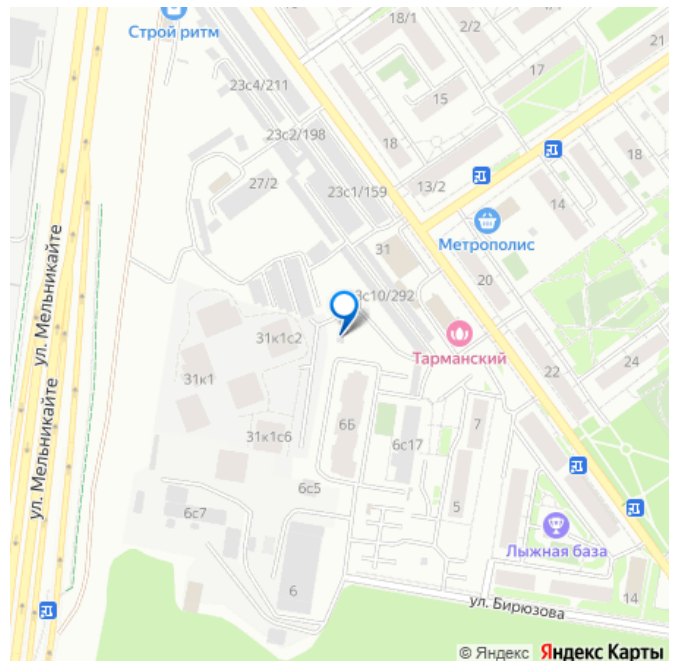 18/1
2/2
21
Строй ритм
23с4/211
17
15
23с2/198
18
18
27/2
23с1/159
13/2
14
Метрополис
31
20
ул. Мельникайте
3с10/292
31к1с2
Тарманский
22
24
31к1
ул. Мельникайте
6Б
7
31к1с6
6с17
6с5
5
6с7
Лыжная база
6
14
ул. Бирюзова
© Яндекс Яндекс Карты